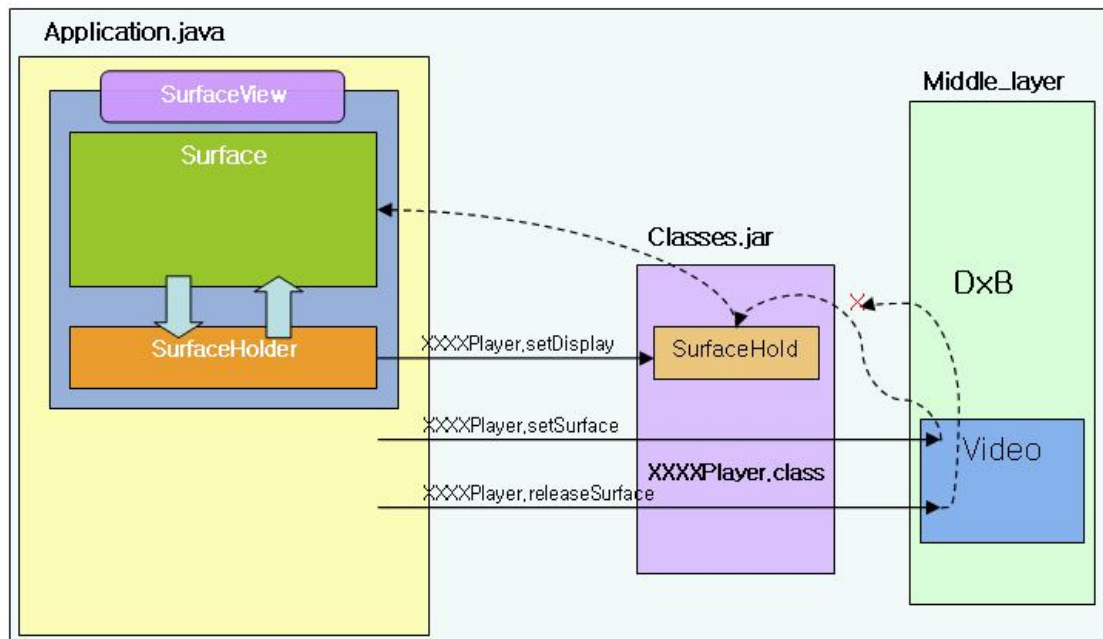 Application.java
SurfaceView
Surface
SurfaceHolder
XXXXPlayer.setDisplay
XXXXPlayer.setSurface
XXXXPlayer.releaseSurface
Classes.jar
SurfaceHold
XXXXPlayer.class
X
Middle_layer
DxB
Video